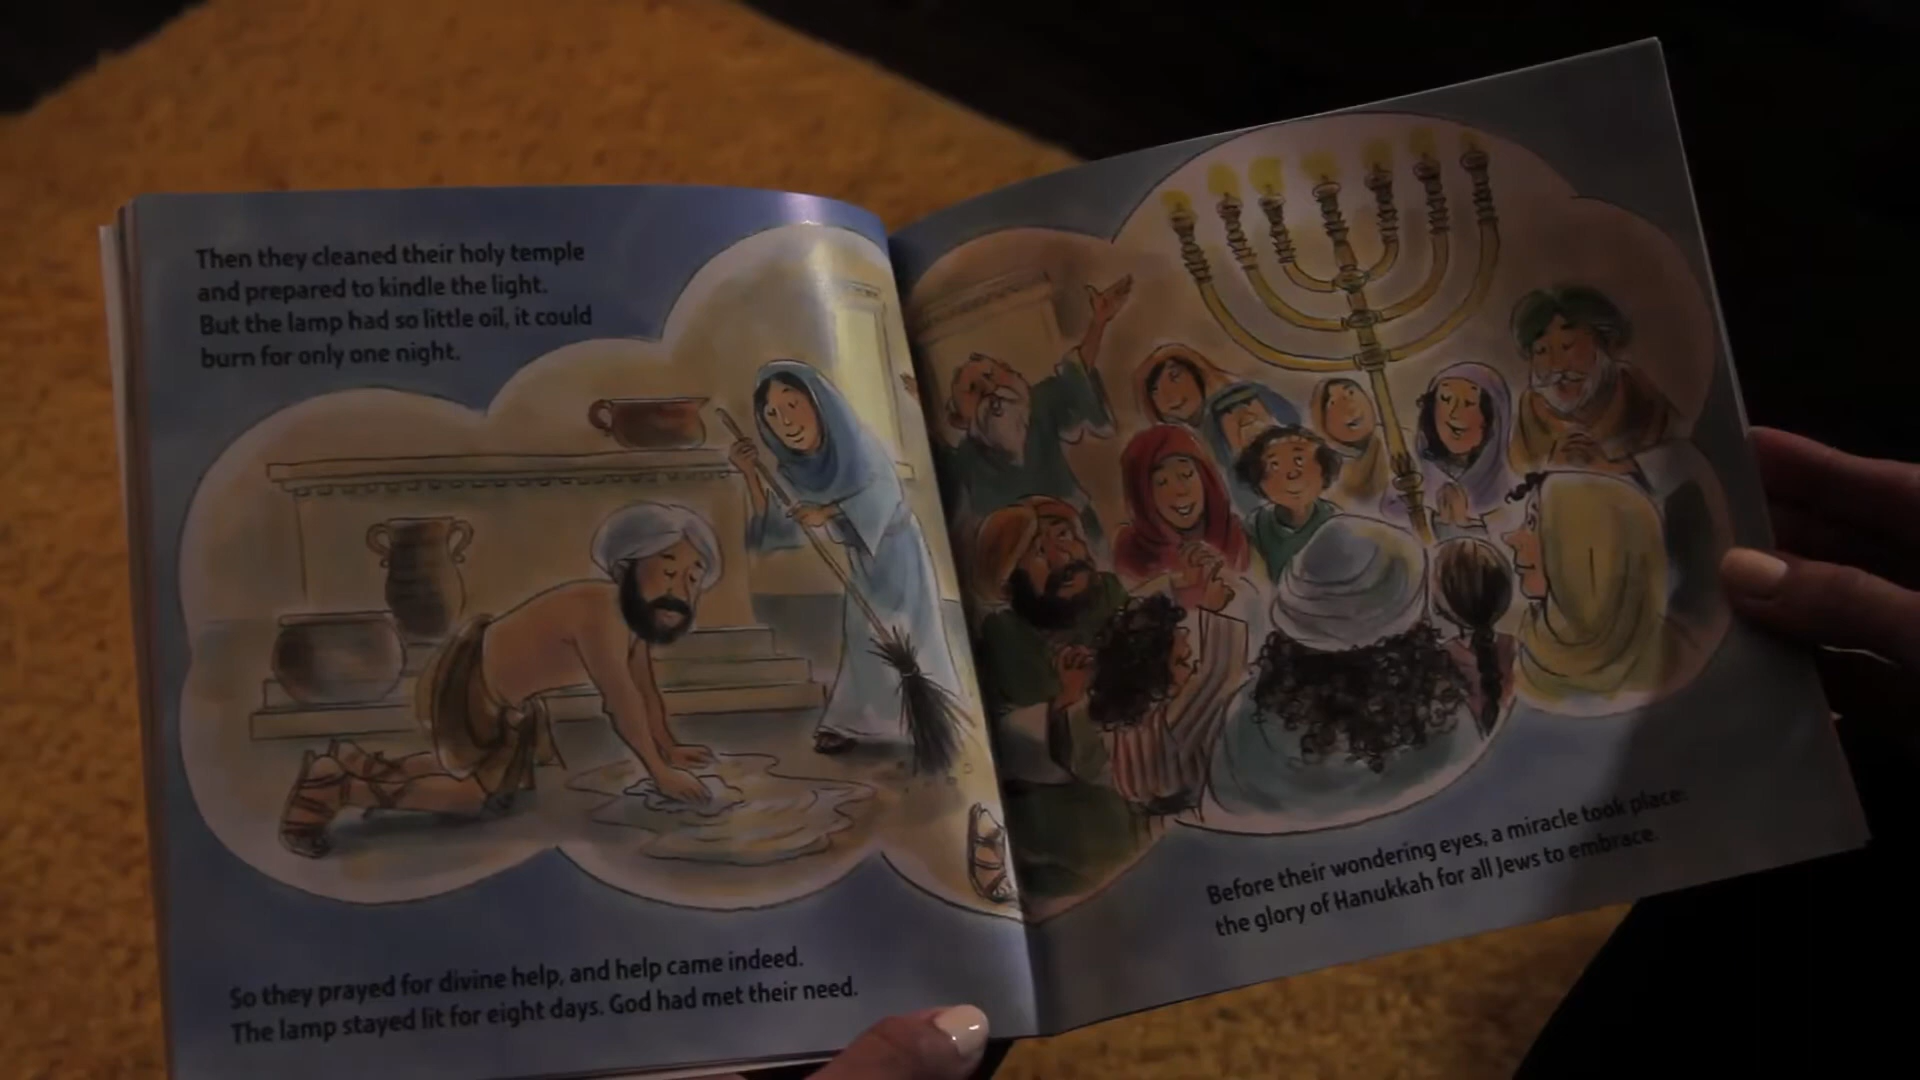 Then they cleaned their holy temple
and prepared to kindle the light.
But the lamp had so little oil, it could
burn for only one night.
So they prayed for divine help, and help came indeed.
The lamp stayed lit for eight days. God had met their need.
Before their wondering eyes, a miracle took place:
the glory of Hanukkah for all Jews to embrace.